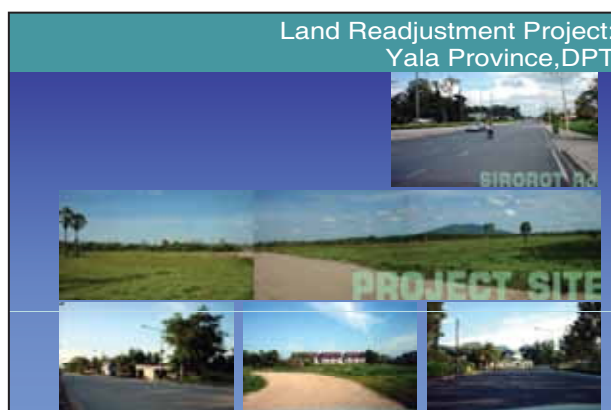 Land Readjustment Project:
Yala Province,DPT
SIROROT Rd
PROJECT SITE